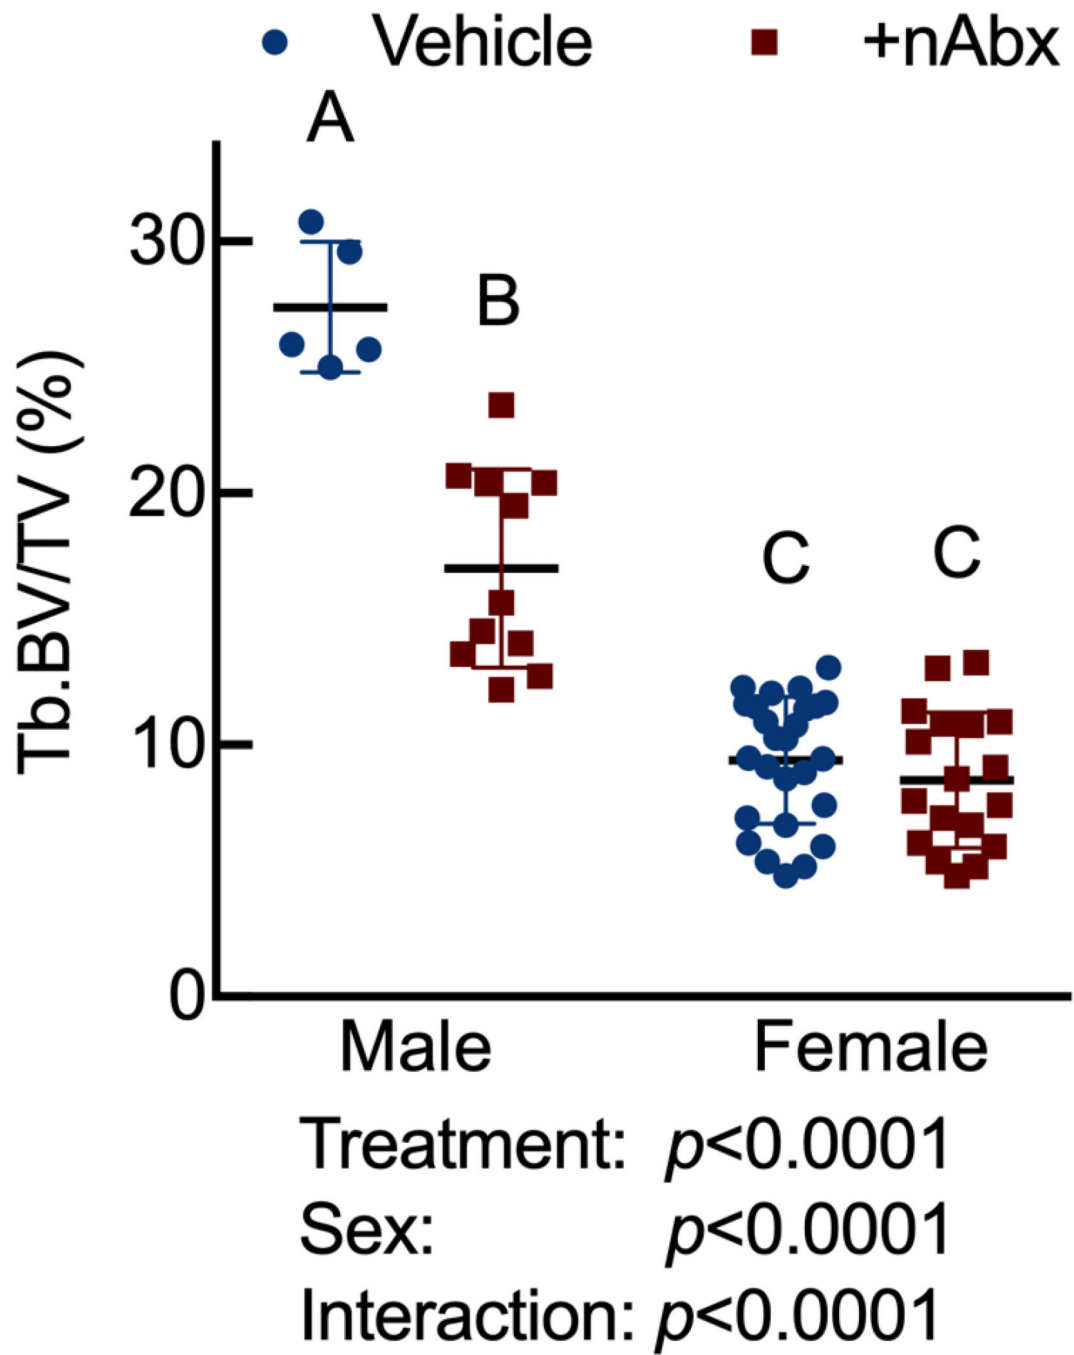 Vehicle +nAbx
A
30
B
20
C C
10
0
Tb.BV/TV (%)
Male Female
Treatment: p<0.0001
Sex: p<0.0001
Interaction: p<0.0001